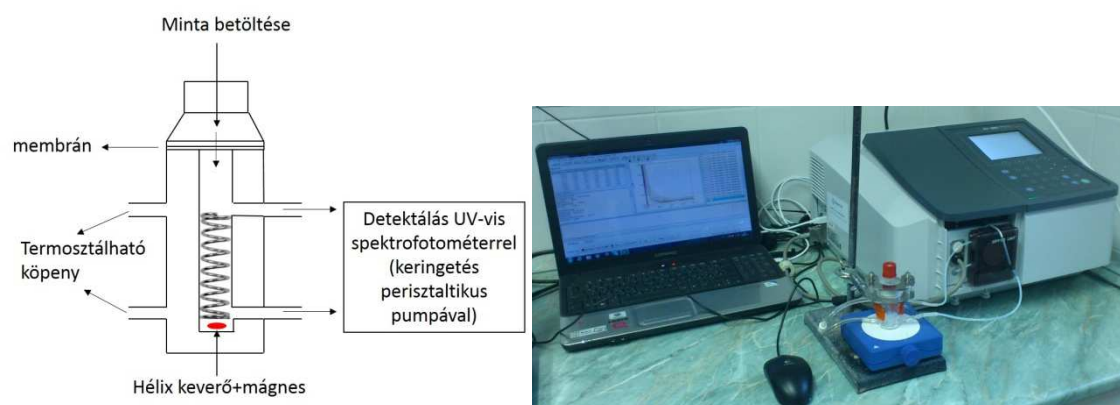 Minta betöltése
membrán
Termosztálható
köpeny
Detektálás UV-vis
spektrofotométerrel
(keringetés
perisztaltikus
pumpával)
Hélix keverő+mágnes